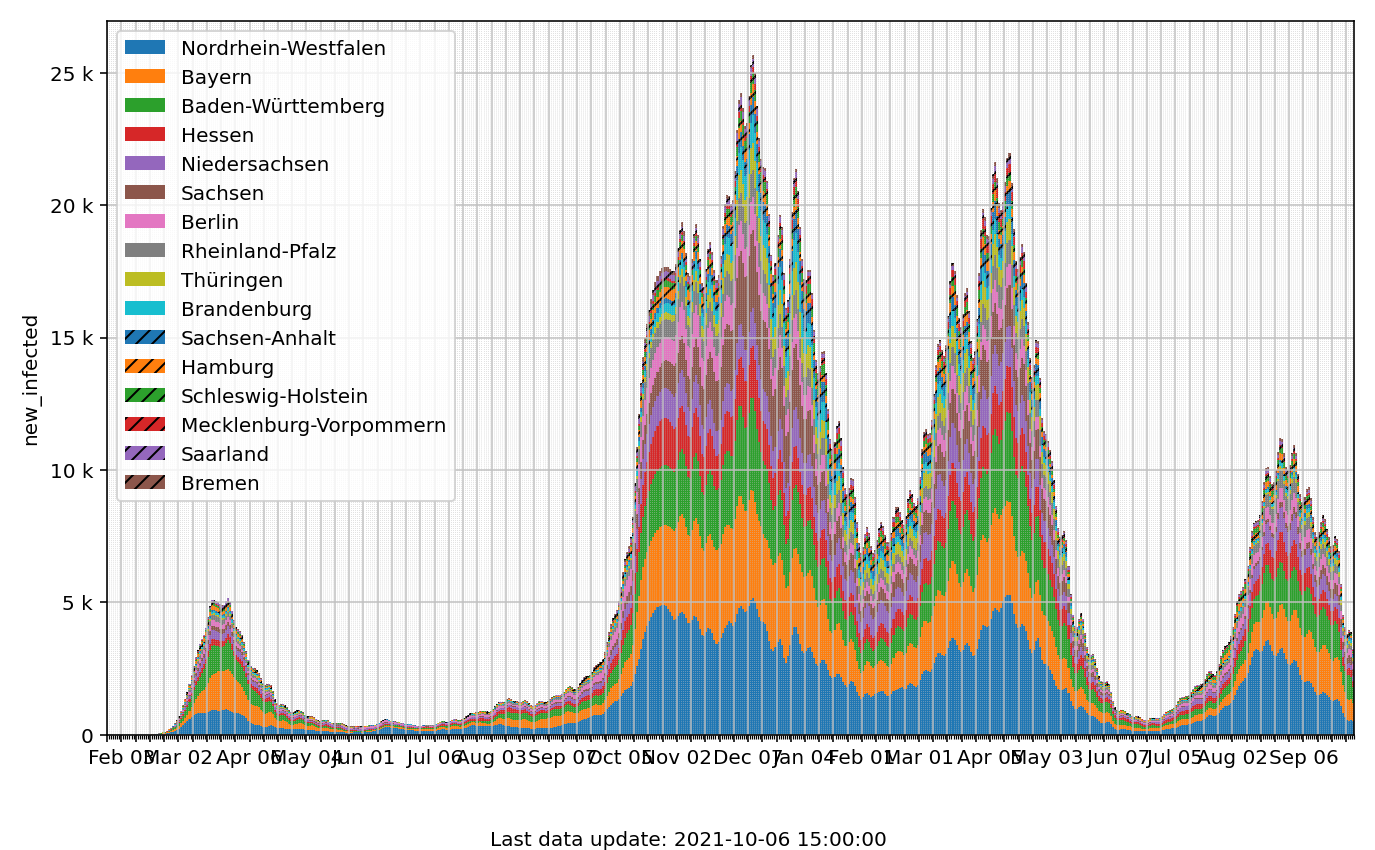 25 k
20 k
15 k
10 k
5 k
0
new_infected
Nordrhein-Westfalen
Bayern
Baden-Württemberg
Hessen
Niedersachsen
Sachsen
Berlin
Rheinland-Pfalz
Thüringen
Brandenburg
Sachsen-Anhalt
Hamburg
Schleswig-Holstein
Mecklenburg-Vorpommern
Saarland
Bremen
Feb 03 Mar 02 Apr 06 May 04 Jun 01 Jul 06 Aug 03 Sep 07 Oct 05 Nov 02 Dec 07 Jan 04 Feb 01 Mar 01 Apr 05 May 03 Jun 07 Jul 05 Aug 02 Sep 06
Last data update: 2021-10-06 15:00:00